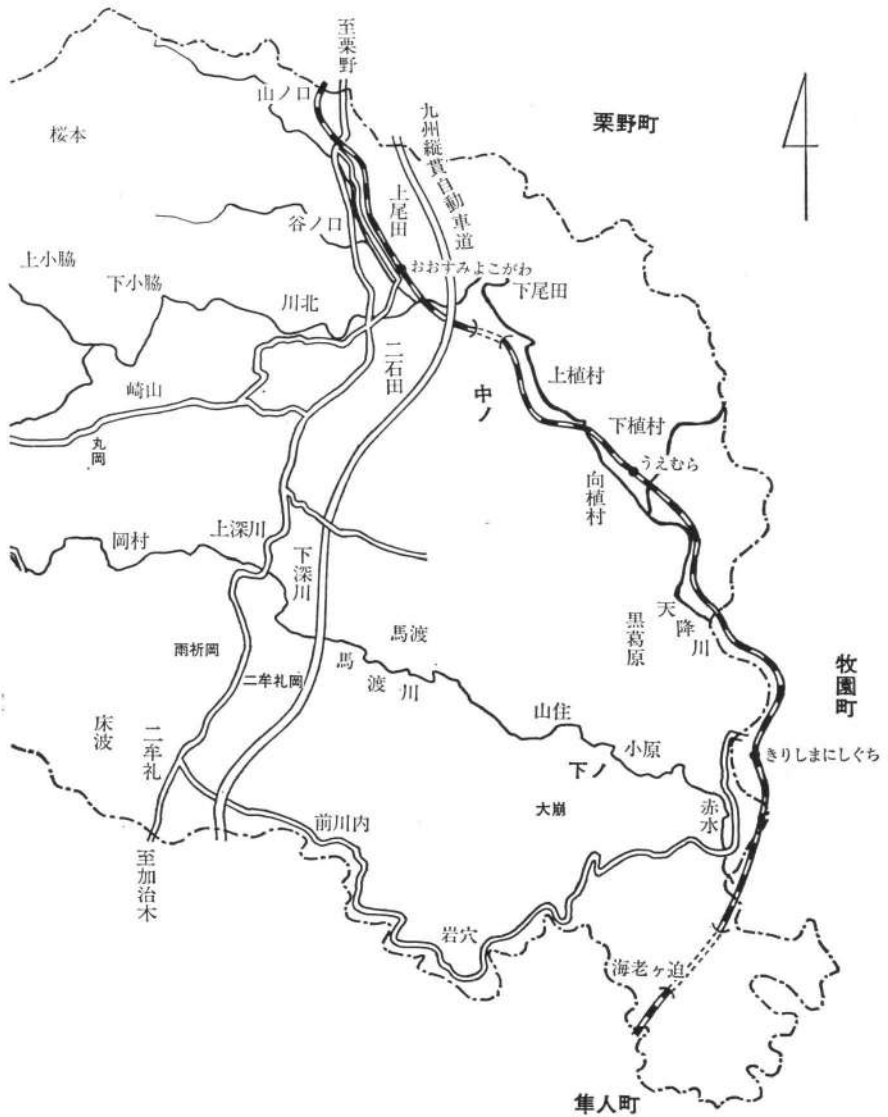 至栗野
山ノ口
九州縦貫自動車道
栗野町
桜本
上尾田
谷ノ口
おおすみよこがわ
上小脇
下小脇
川北
下尾田
二石田
崎山
上植村
中ノ
下植村
丸岡
うえむら
向植村
岡村
上深川
下深川
天降川
黒葛原
馬渡
雨祈岡
二牟礼岡
馬渡川
牧園町
床波
二牟礼
山住
小原
きりしまにしぐち
下ノ
大崩
赤水
前川内
至加治木
岩穴
海老ヶ迫
隼人町